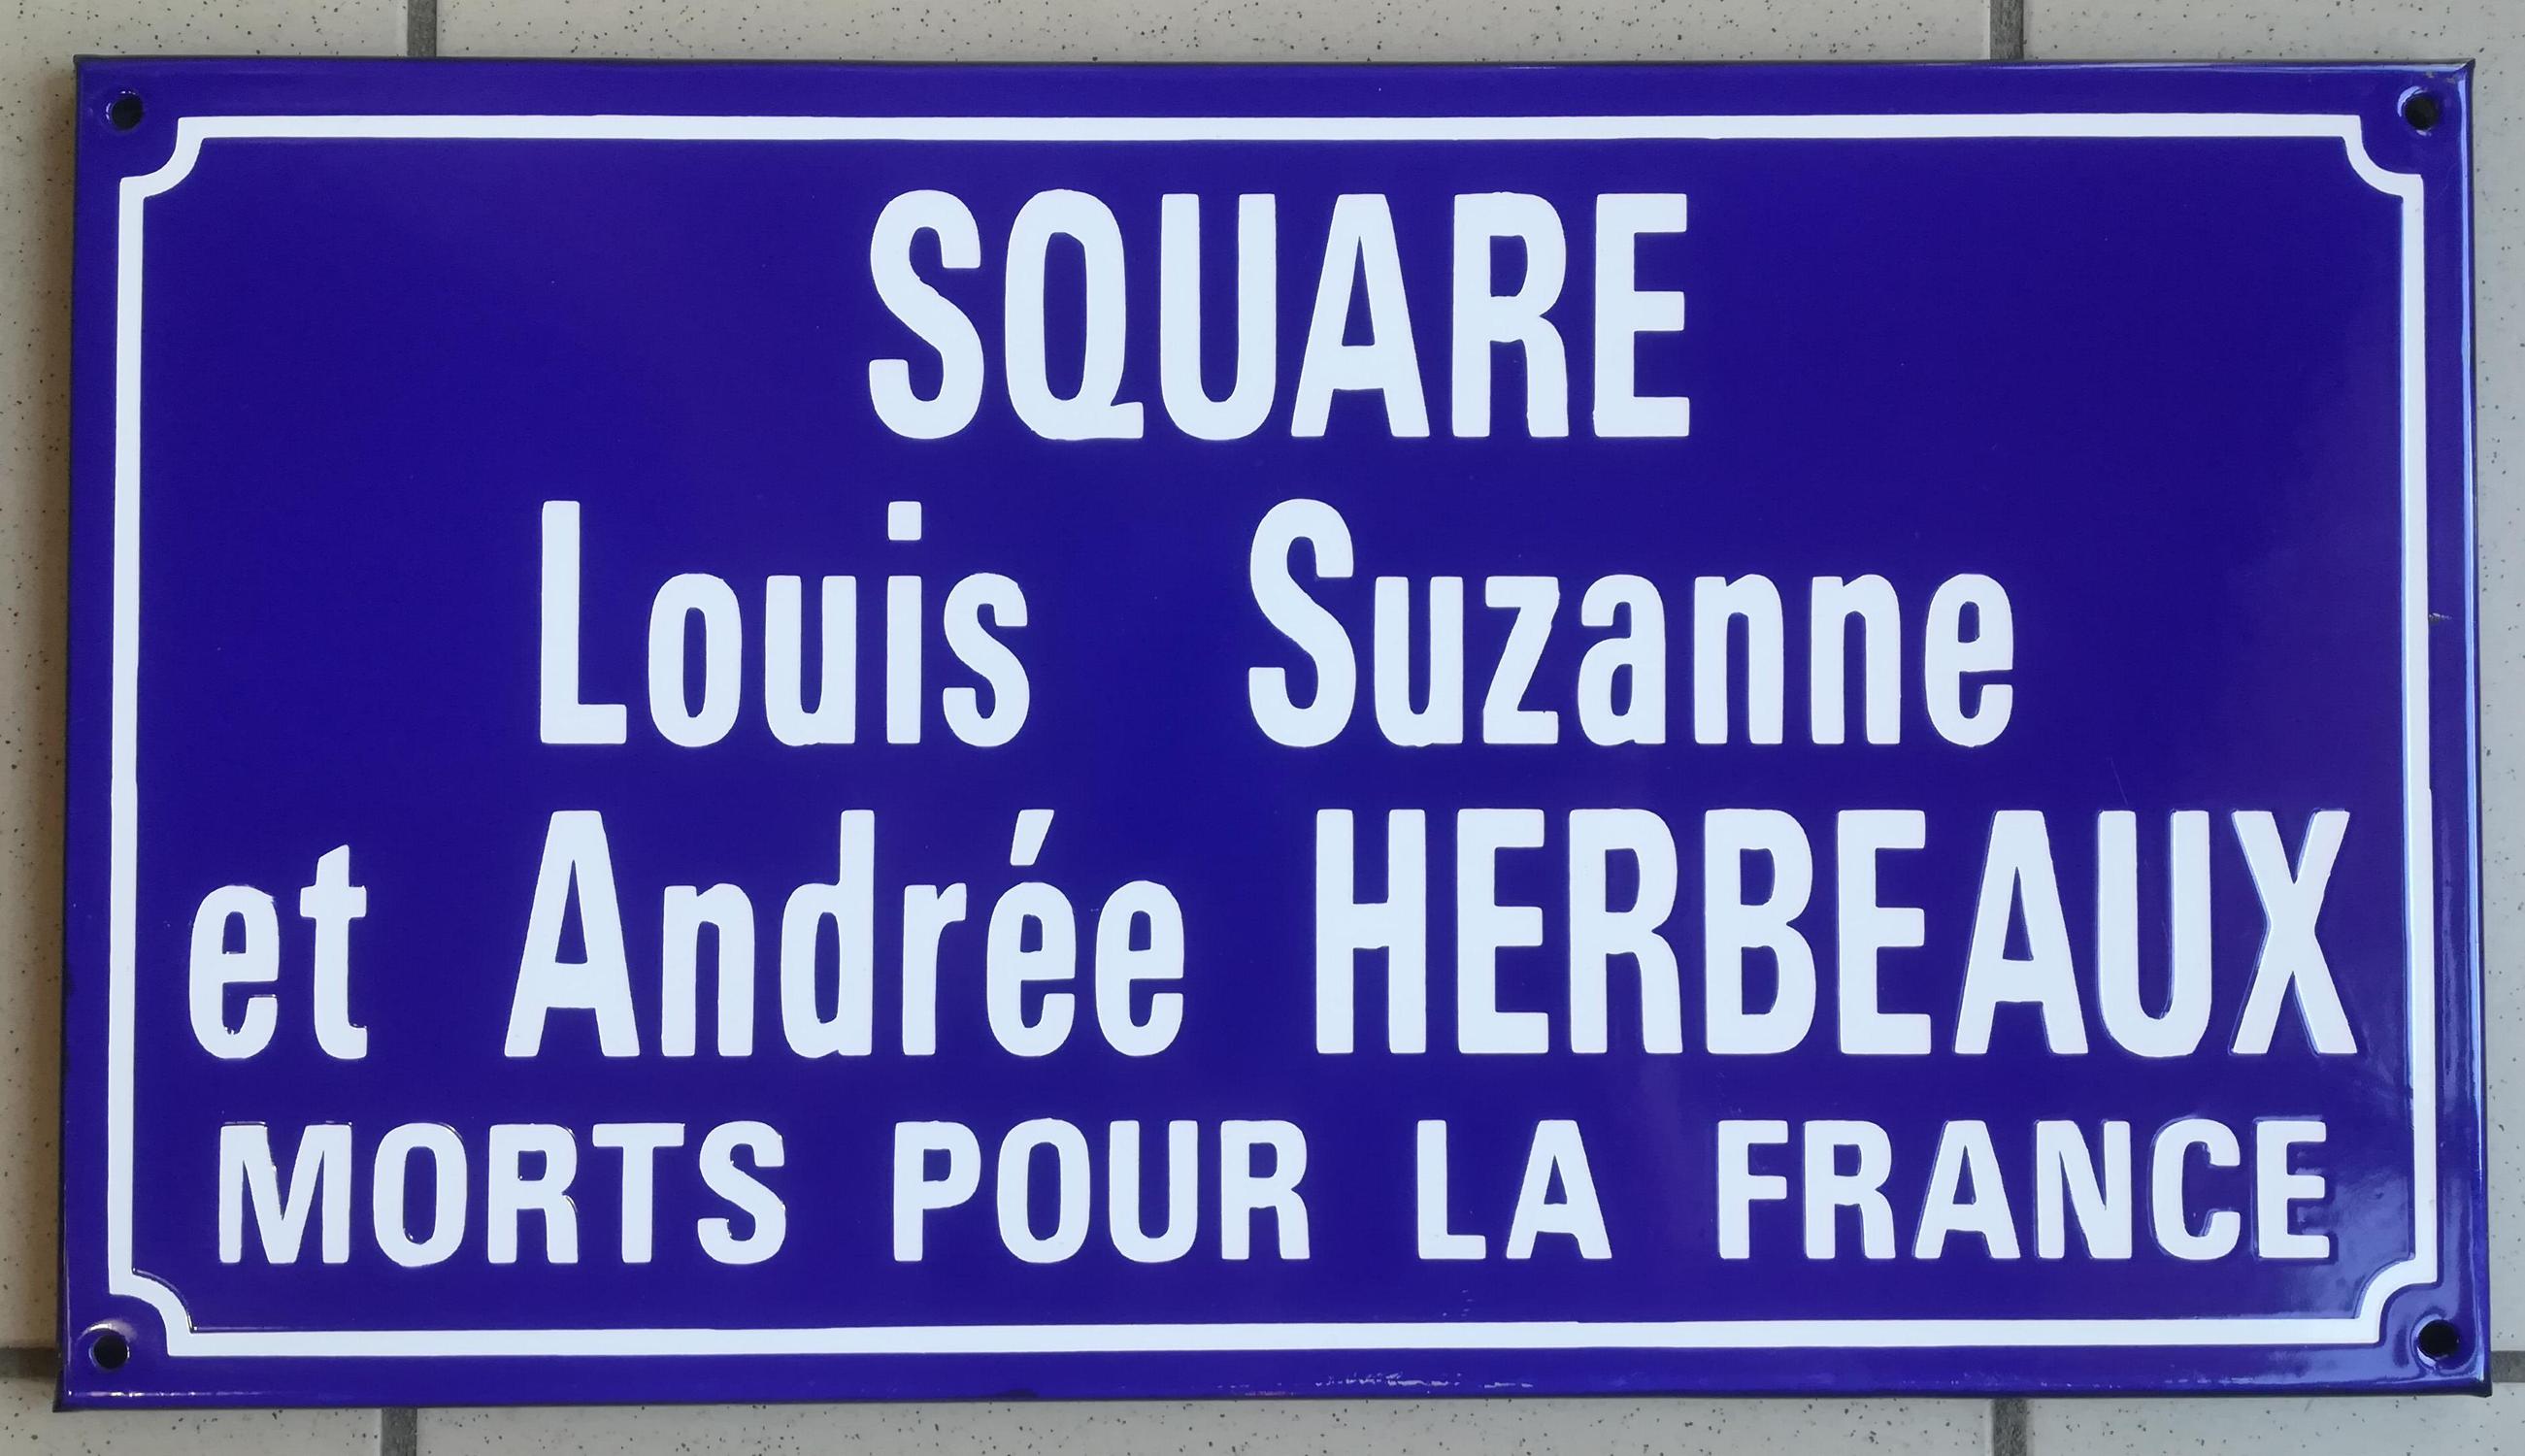 SQUARE
Louis Suzanne
et Andrée HERBEAUX
MORTS POUR LA FRANCE